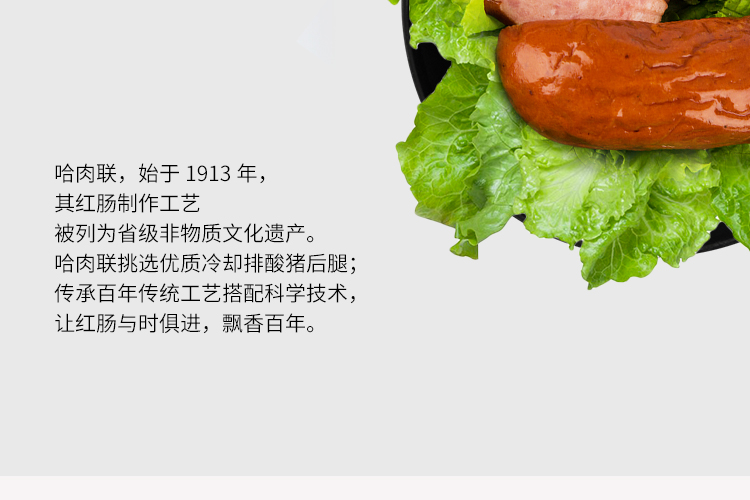 哈肉联，始于 1913 年，
其红肠制作工艺
被列为省级非物质文化遗产。
哈肉联挑选优质冷却排酸猪后腿；
传承百年传统工艺搭配科学技术，
让红肠与时俱进，飘香百年。